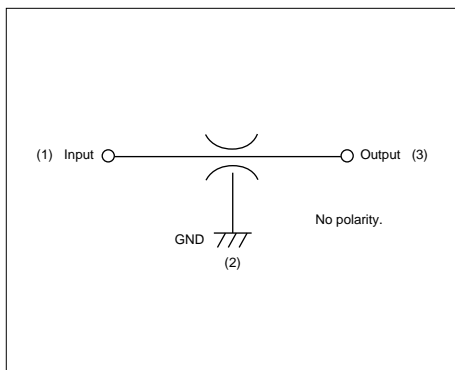 (1) Input Output (3)
No polarity.
GND
(2)